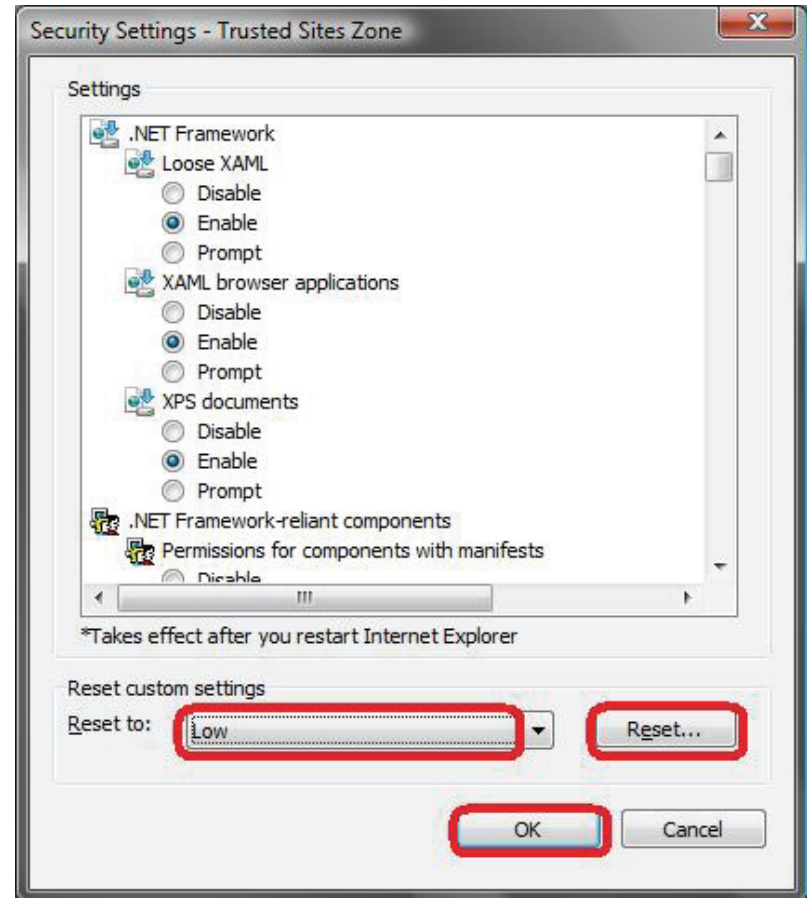 Security Settings - Trusted Sites Zone
Settings
.NET Framework
Loose XAML
Disable
Enable
Prompt
XAML browser applications
Disable
Enable
Prompt
XPS documents
Disable
Enable
Prompt
.NET Framework-reliant components
Permissions for components with manifests
Disable
*Takes effect after you restart Internet Explorer
Reset custom settings
Reset to: Low Reset...
OK Cancel